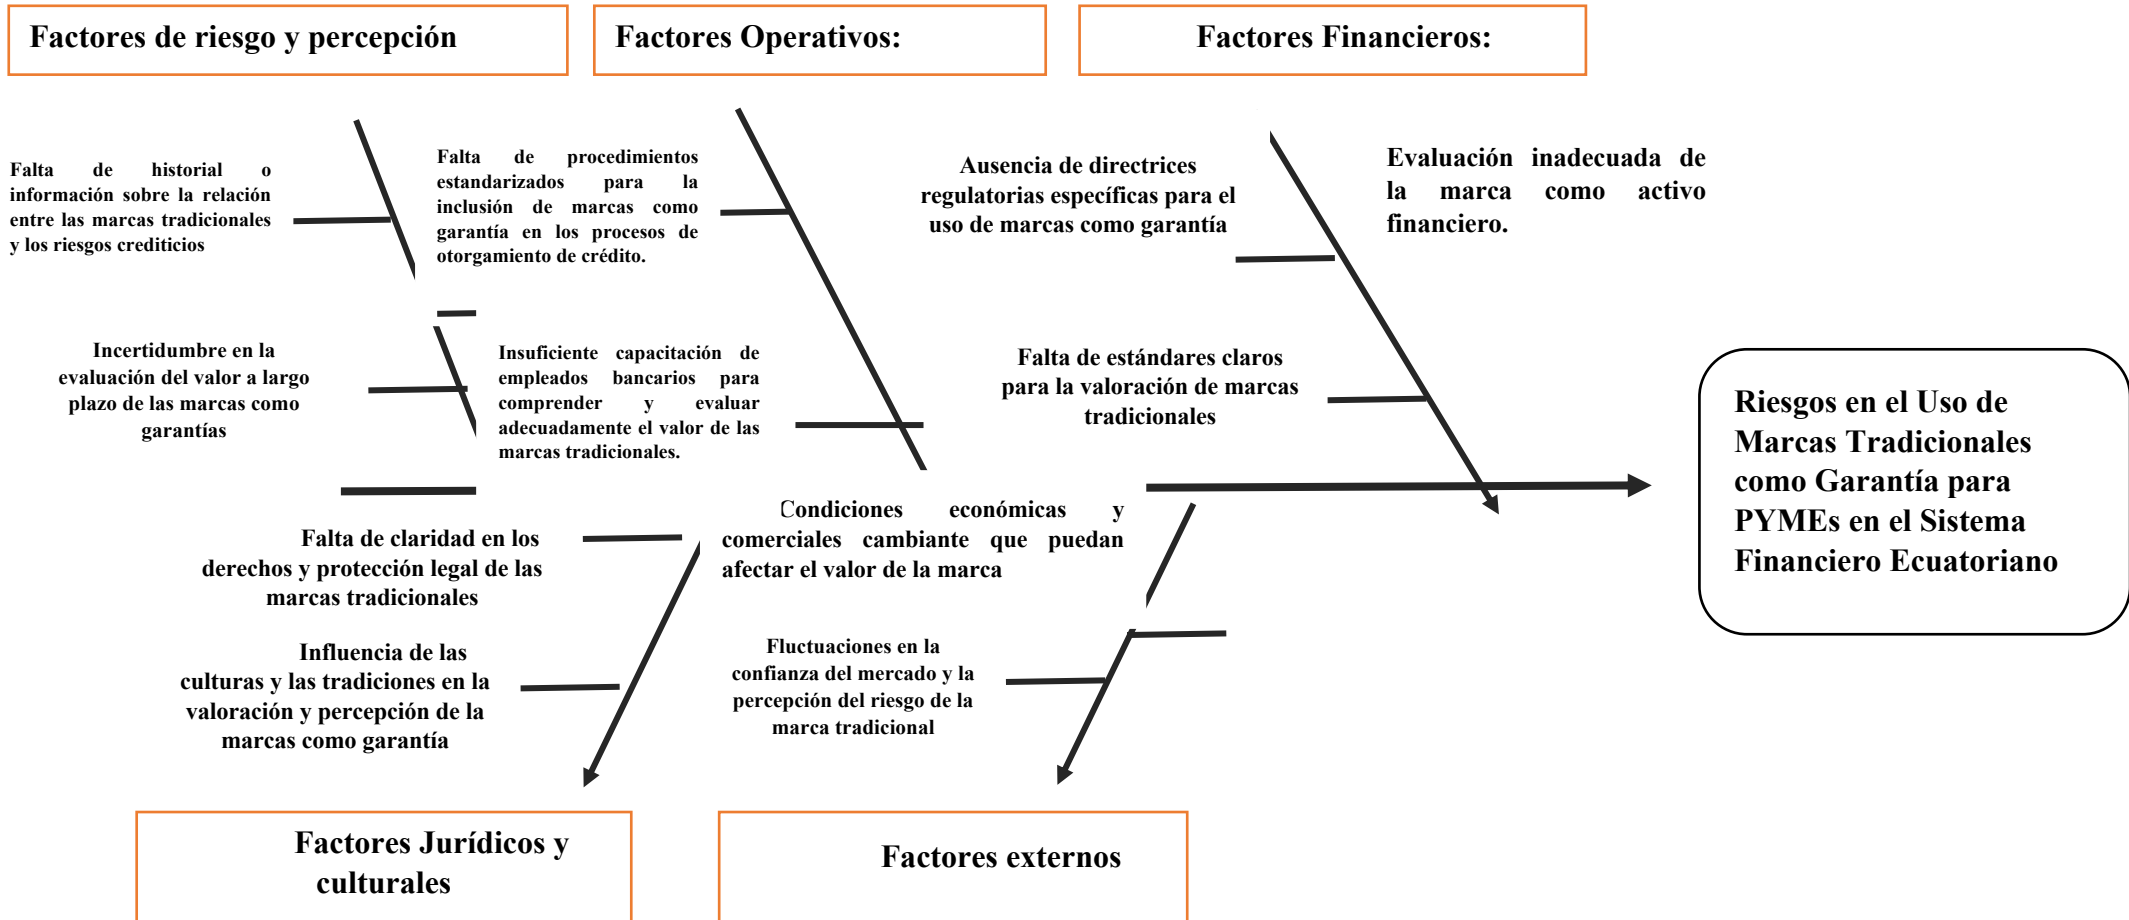 Factores de riesgo y percepción
Factores Operativos:
Factores Financieros:
Falta de historial o
información sobre la relación
entre las marcas tradicionales
y los riesgos crediticios
Falta de procedimientos
estandarizados para la
inclusión de marcas como
garantía en los procesos de
otorgamiento de crédito.
Ausencia de directrices
regulatorias específicas para el
uso de marcas como garantía
Evaluación inadecuada de
la marca como activo
financiero.
Incertidumbre en la
evaluación del valor a largo
plazo de las marcas como
garantías
Insuficiente capacitación de
empleados bancarios para
comprender y evaluar
adecuadamente el valor de las
marcas tradicionales.
Falta de estándares claros
para la valoración de marcas
tradicionales
Riesgos en el Uso de
Marcas Tradicionales
como Garantía para
PYMEs en el Sistema
Financiero Ecuatoriano
Falta de claridad en los
derechos y protección legal de las
marcas tradicionales
Condiciones económicas y
comerciales cambiante que puedan
afectar el valor de la marca
Influencia de las
culturas y las tradiciones en la
valoración y percepción de la
marcas como garantía
Fluctuaciones en la
confianza del mercado y la
percepción del riesgo de la
marca tradicional
Factores Jurídicos y
culturales
Factores externos